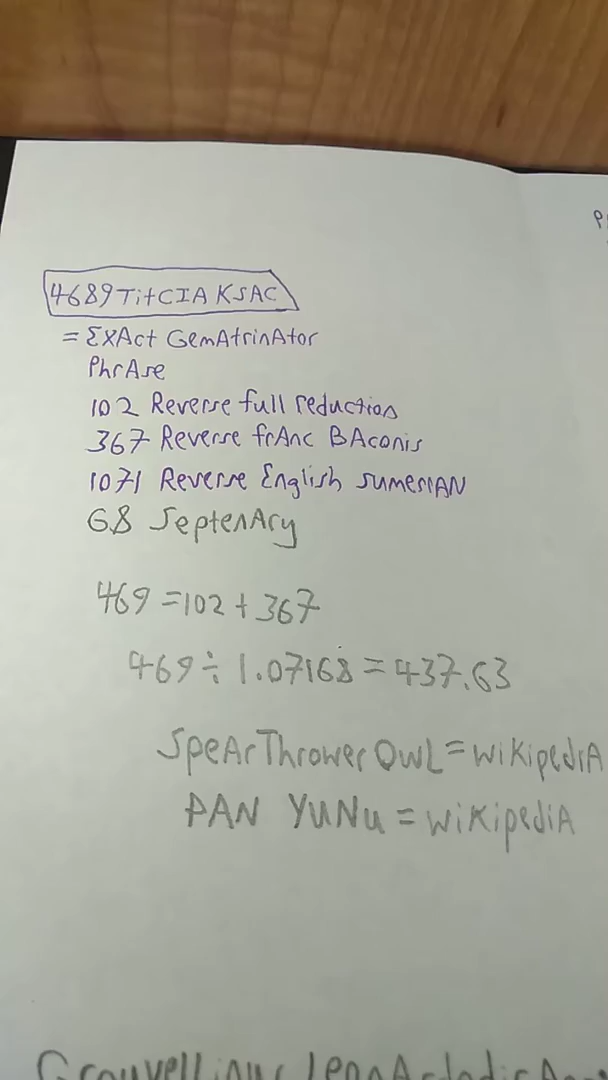 4689TitCIA KSAC
= ExAct GemAtrinAtor
PhrAse
102 Reverse full reduction
367 Reverse frAnc BAconis
1071 Reverse English sumeriAN
68 SeptenAry
469 = 102 + 367
469 ÷ 1.07168 = 437.63
SpeArThrower OwL = wikipediA
PAN YuNu = wikipediA